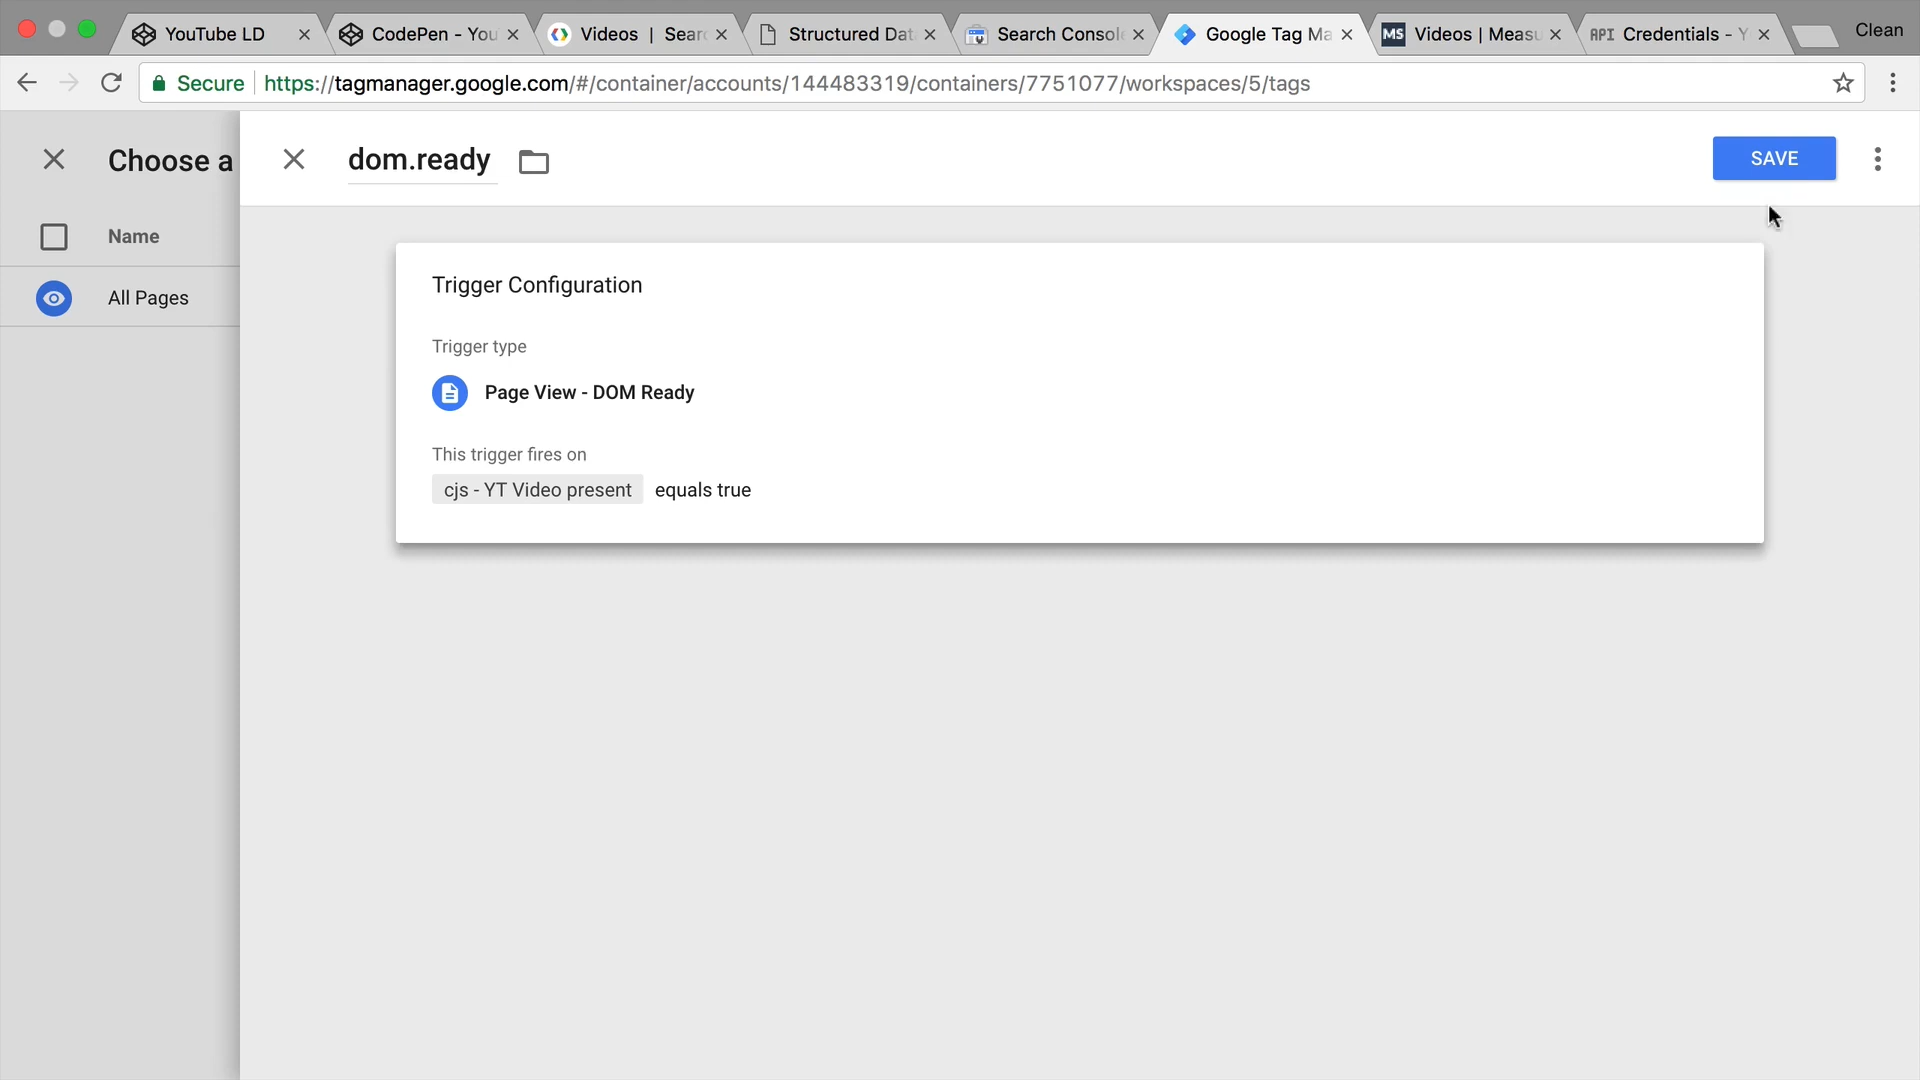 YouTube LD
CodePen - You
Videos | Sear
Structured Dat
Search Consol
Google Tag Ma
MS Videos | Measu
API Credentials - Y
Clean
Secure https://tagmanager.google.com/#/container/accounts/144483319/containers/7751077/workspaces/5/tags
Choose a
dom.ready
SAVE
Name
All Pages
Trigger Configuration
Trigger type
Page View - DOM Ready
This trigger fires on
cjs - YT Video present equals true